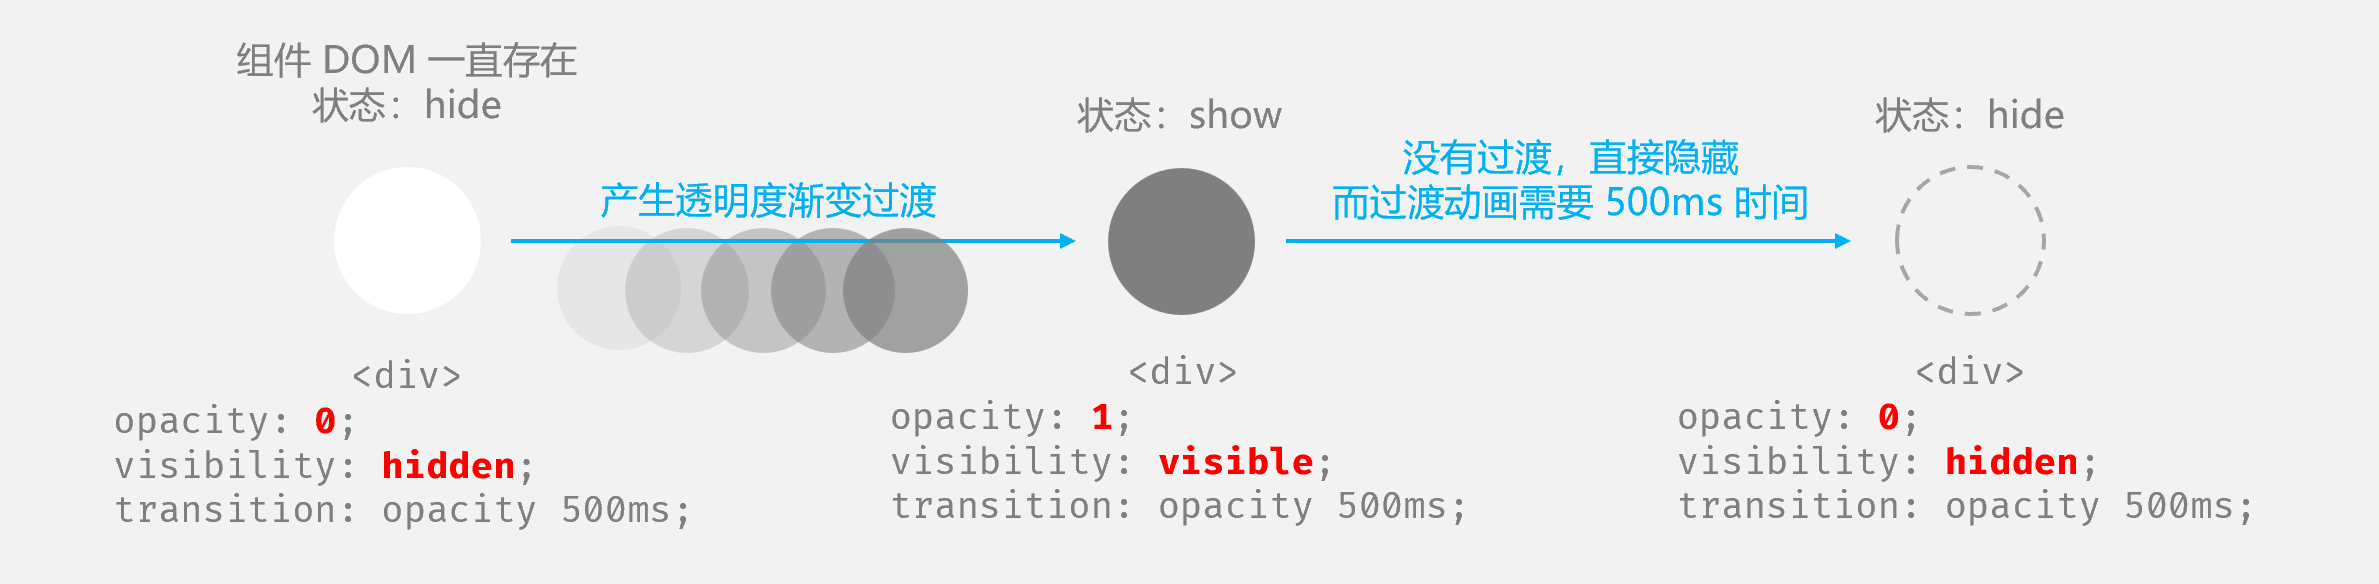 组件 DOM 一直存在
状态：hide
产生透明度渐变过渡
<div>
opacity: 0;
visibility: hidden;
transition: opacity 500ms;
状态：show
<div>
opacity: 1;
visibility: visible;
transition: opacity 500ms;
没有过渡，直接隐藏
而过渡动画需要 500ms 时间
状态：hide
<div>
opacity: 0;
visibility: hidden;
transition: opacity 500ms;